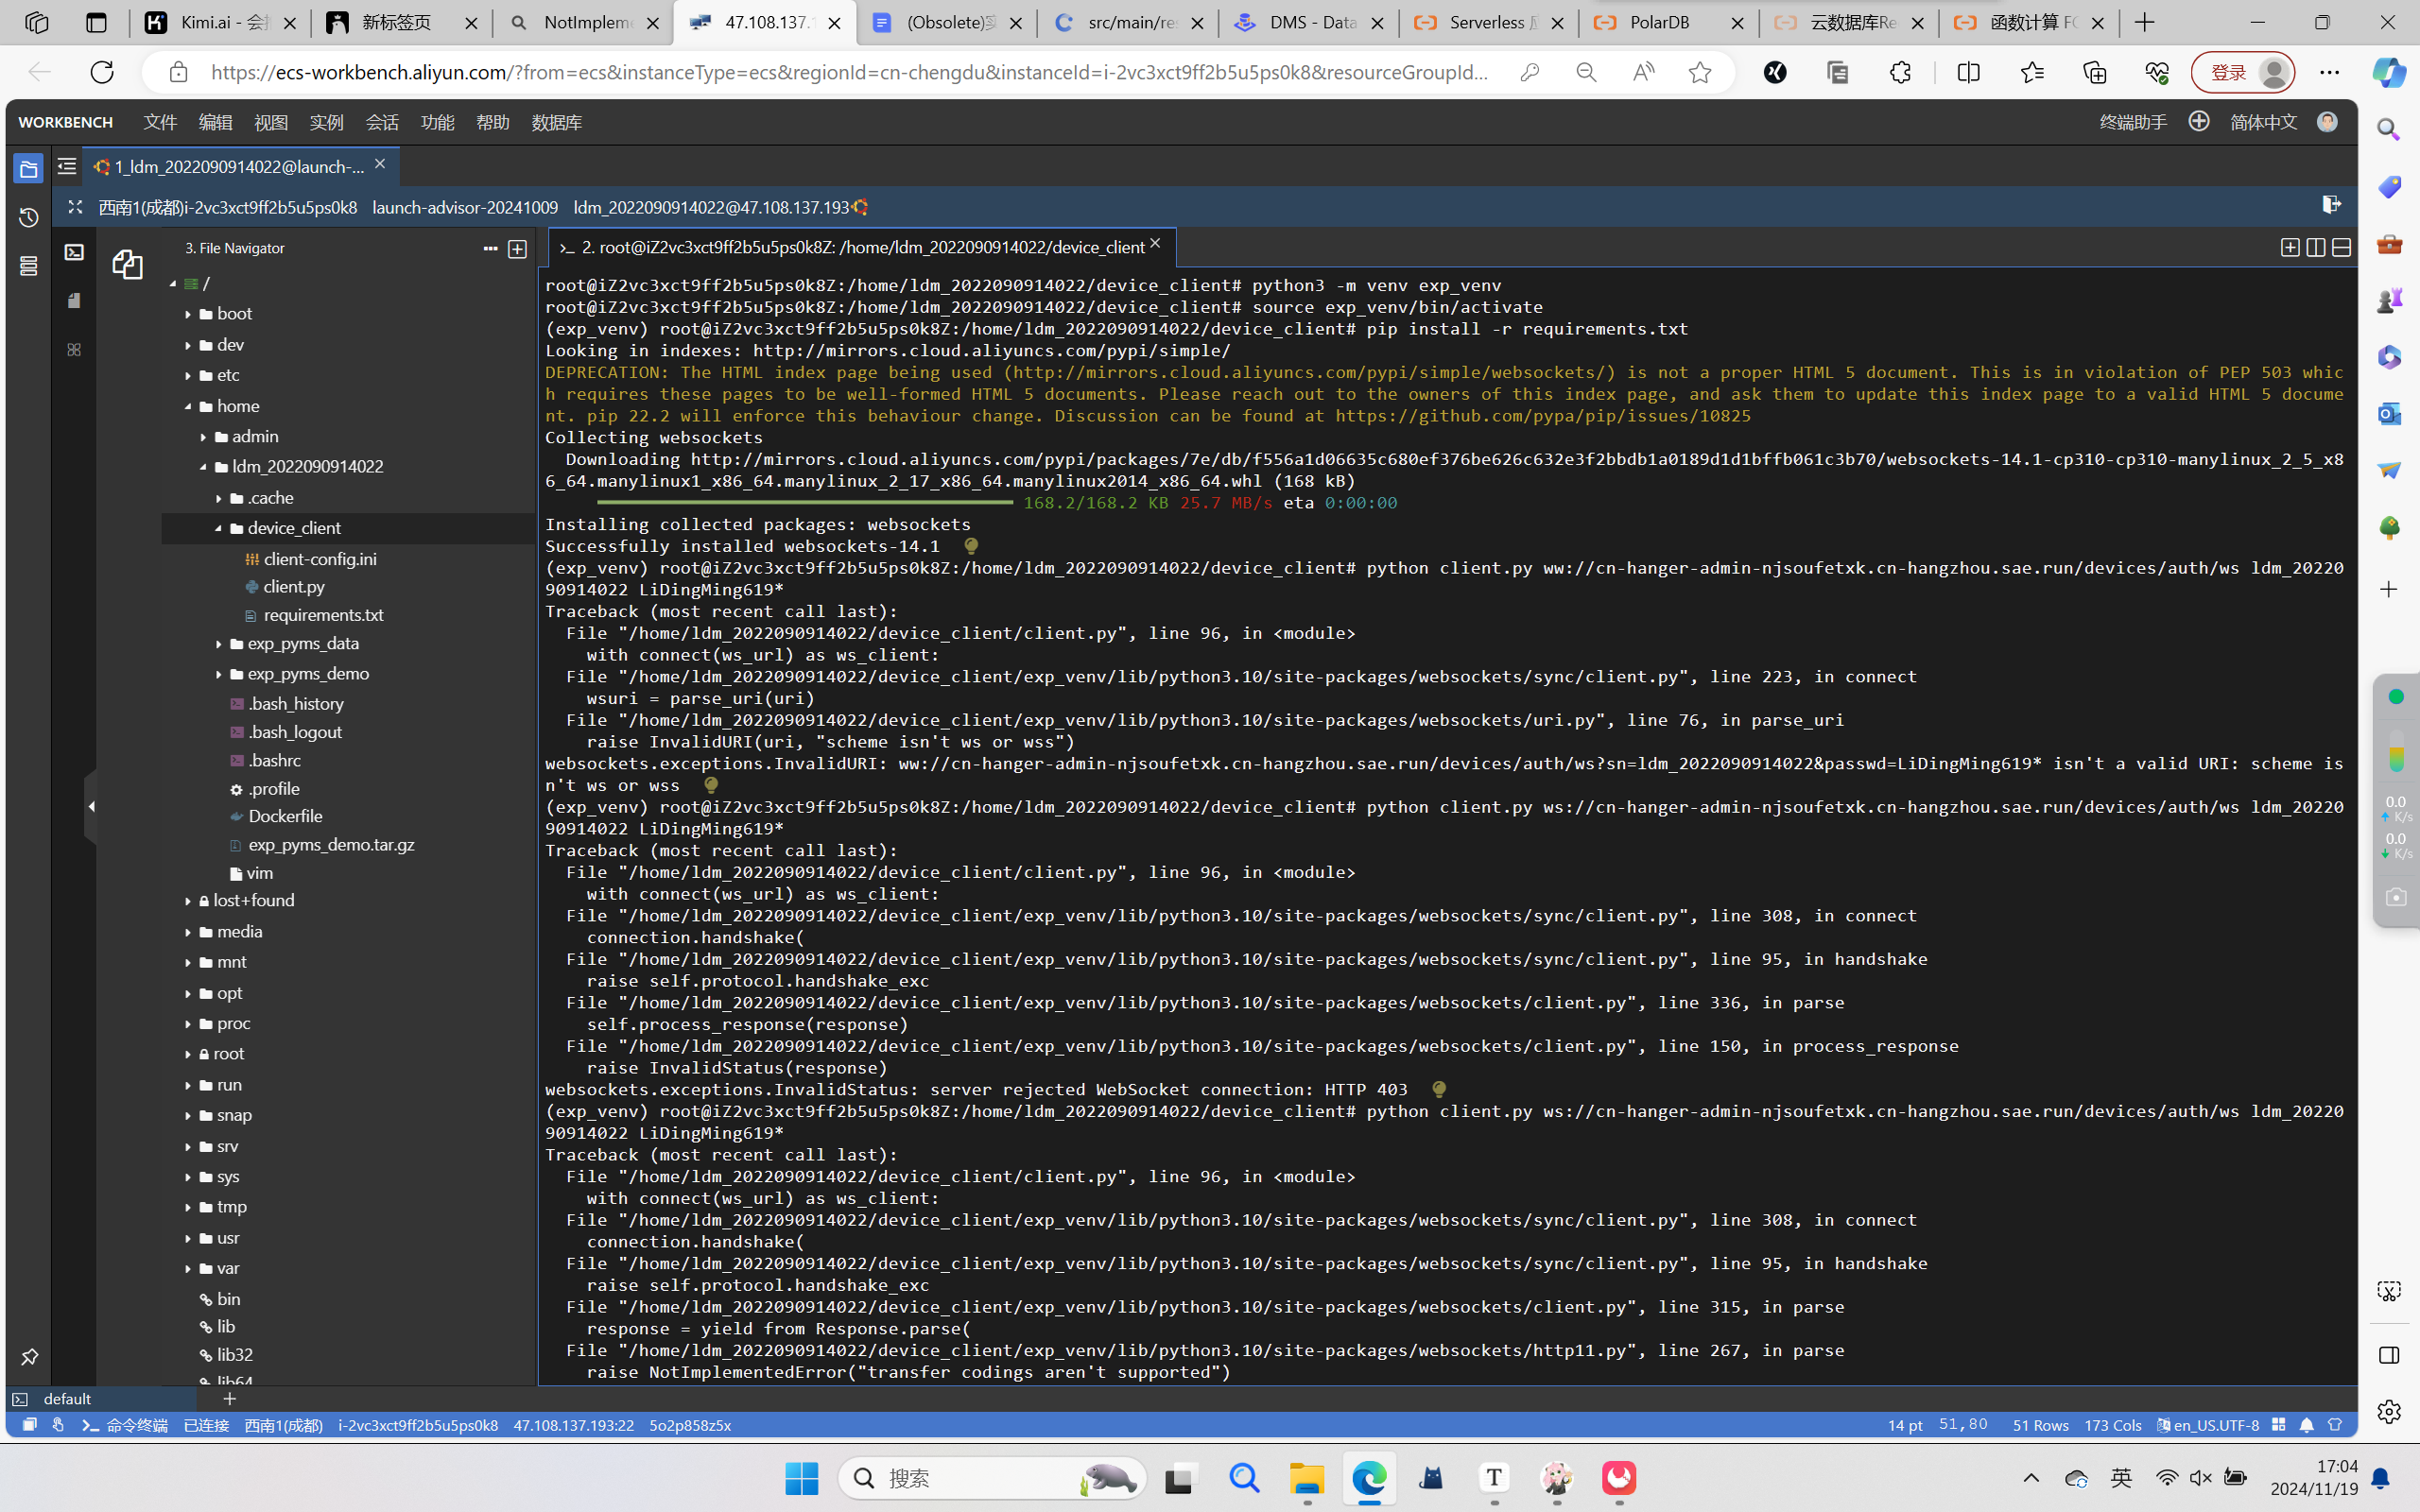 Kimi.ai - 会
新标签页
NotImplem
47.108.137.1
(Obsolete)实
src/main/res
DMS - Data
Serverless 应
PolarDB
云数据库Re
函数计算 FC
https://ecs-workbench.aliyun.com/?from=ecs&instanceType=ecs&regionId=cn-chengdu&instanceId=i-2vc3xct9ff2b5u5ps0k8&resourceGroupId...
登录
WORKBENCH 文件 编辑 视图 实例 会话 功能 帮助 数据库
终端助手 简体中文
1_ldm_2022090914022@launch-...
西南1(成都)i-2vc3xct9ff2b5u5ps0k8 launch-advisor-20241009 ldm_2022090914022@47.108.137.193
3. File Navigator
/
boot
dev
etc
home
admin
ldm_2022090914022
.cache
device_client
client-config.ini
client.py
requirements.txt
exp_pyms_data
exp_pyms_demo
.bash_history
.bash_logout
.bashrc
.profile
Dockerfile
exp_pyms_demo.tar.gz
vim
lost+found
media
mnt
opt
proc
root
run
snap
srv
sys
tmp
usr
var
bin
lib
lib32
lib64
2. root@iZ2vc3xct9ff2b5u5ps0k8Z: /home/ldm_2022090914022/device_client
root@iZ2vc3xct9ff2b5u5ps0k8Z:/home/ldm_2022090914022/device_client# python3 -m venv exp_venv
root@iZ2vc3xct9ff2b5u5ps0k8Z:/home/ldm_2022090914022/device_client# source exp_venv/bin/activate
(exp_venv) root@iZ2vc3xct9ff2b5u5ps0k8Z:/home/ldm_2022090914022/device_client# pip install -r requirements.txt
Looking in indexes: http://mirrors.cloud.aliyuncs.com/pypi/simple/
DEPRECATION: The HTML index page being used (http://mirrors.cloud.aliyuncs.com/pypi/simple/websockets/) is not a proper HTML 5 document. This is in violation of PEP 503 whic
h requires these pages to be well-formed HTML 5 documents. Please reach out to the owners of this index page, and ask them to update this index page to a valid HTML 5 docume
nt. pip 22.2 will enforce this behaviour change. Discussion can be found at https://github.com/pypa/pip/issues/10825
Collecting websockets
Downloading http://mirrors.cloud.aliyuncs.com/pypi/packages/7e/db/f556a1d06635c680ef376be626c632e3f2bbdb1a0189d1d1bffb061c3b70/websockets-14.1-cp310-cp310-manylinux_2_5_x8
6_64.manylinux1_x86_64.manylinux_2_17_x86_64.manylinux2014_x86_64.whl (168 kB)
168.2/168.2 KB 25.7 MB/s eta 0:00:00
Installing collected packages: websockets
Successfully installed websockets-14.1
(exp_venv) root@iZ2vc3xct9ff2b5u5ps0k8Z:/home/ldm_2022090914022/device_client# python client.py ww://cn-hanger-admin-njsoufetxk.cn-hangzhou.sae.run/devices/auth/ws ldm_20220
90914022 LiDingMing619*
Traceback (most recent call last):
File "/home/ldm_2022090914022/device_client/client.py", line 96, in <module>
with connect(ws_url) as ws_client:
File "/home/ldm_2022090914022/device_client/exp_venv/lib/python3.10/site-packages/websockets/sync/client.py", line 223, in connect
wsuri = parse_uri(uri)
File "/home/ldm_2022090914022/device_client/exp_venv/lib/python3.10/site-packages/websockets/uri.py", line 76, in parse_uri
raise InvalidURI(uri, "scheme isn't ws or wss")
websockets.exceptions.InvalidURI: ww://cn-hanger-admin-njsoufetxk.cn-hangzhou.sae.run/devices/auth/ws?sn=ldm_2022090914022&passwd=LiDingMing619* isn't a valid URI: scheme is
n't ws or wss
(exp_venv) root@iZ2vc3xct9ff2b5u5ps0k8Z:/home/ldm_2022090914022/device_client# python client.py ws://cn-hanger-admin-njsoufetxk.cn-hangzhou.sae.run/devices/auth/ws ldm_20220
90914022 LiDingMing619*
Traceback (most recent call last):
File "/home/ldm_2022090914022/device_client/client.py", line 96, in <module>
with connect(ws_url) as ws_client:
File "/home/ldm_2022090914022/device_client/exp_venv/lib/python3.10/site-packages/websockets/sync/client.py", line 308, in connect
connection.handshake(
File "/home/ldm_2022090914022/device_client/exp_venv/lib/python3.10/site-packages/websockets/sync/client.py", line 95, in handshake
raise self.protocol.handshake_exc
File "/home/ldm_2022090914022/device_client/exp_venv/lib/python3.10/site-packages/websockets/client.py", line 336, in parse
self.process_response(response)
File "/home/ldm_2022090914022/device_client/exp_venv/lib/python3.10/site-packages/websockets/client.py", line 150, in process_response
raise InvalidStatus(response)
websockets.exceptions.InvalidStatus: server rejected WebSocket connection: HTTP 403
(exp_venv) root@iZ2vc3xct9ff2b5u5ps0k8Z:/home/ldm_2022090914022/device_client# python client.py ws://cn-hanger-admin-njsoufetxk.cn-hangzhou.sae.run/devices/auth/ws ldm_20220
90914022 LiDingMing619*
Traceback (most recent call last):
File "/home/ldm_2022090914022/device_client/client.py", line 96, in <module>
with connect(ws_url) as ws_client:
File "/home/ldm_2022090914022/device_client/exp_venv/lib/python3.10/site-packages/websockets/sync/client.py", line 308, in connect
connection.handshake(
File "/home/ldm_2022090914022/device_client/exp_venv/lib/python3.10/site-packages/websockets/sync/client.py", line 95, in handshake
raise self.protocol.handshake_exc
File "/home/ldm_2022090914022/device_client/exp_venv/lib/python3.10/site-packages/websockets/client.py", line 315, in parse
response = yield from Response.parse(
File "/home/ldm_2022090914022/device_client/exp_venv/lib/python3.10/site-packages/websockets/http11.py", line 267, in parse
raise NotImplementedError("transfer codings aren't supported")
0.0
K/s
0.0
K/s
default
命令终端 已连接 西南1(成都) i-2vc3xct9ff2b5u5ps0k8 47.108.137.193:22 5o2p858z5x
14 pt 51,80 51 Rows 173 Cols en_US.UTF-8
搜索
英
17:04
2024/11/19